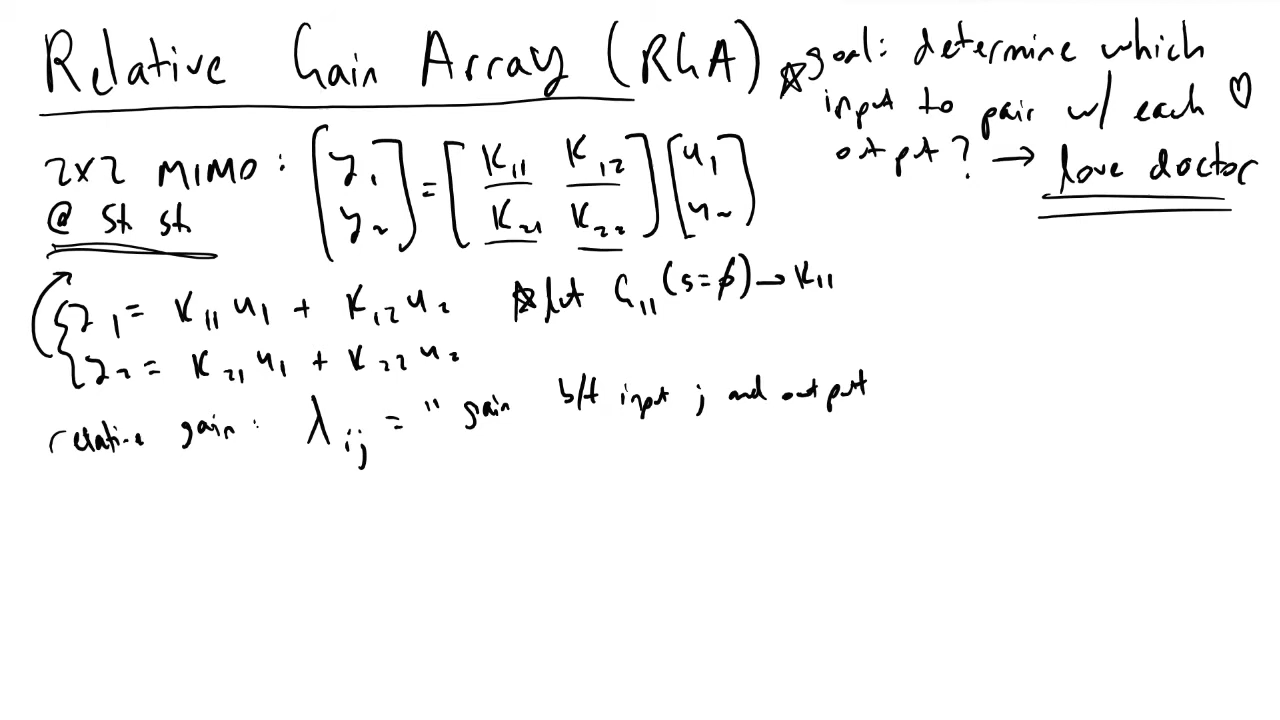 Relative Gain Array (RGA)
☆ goal: determine which
input to pair w/ each ♡
output? → love doctor
2x2 MIMO: [y1 y2] = [K11 K12 K21 K22] [u1 u2]
@ St St
{ y1 = K11 u1 + K12 u2 ☆ let G11(s=0) → K11
{ y2 = K21 u1 + K22 u2
relative gain: λij = " gain b/t input j and output